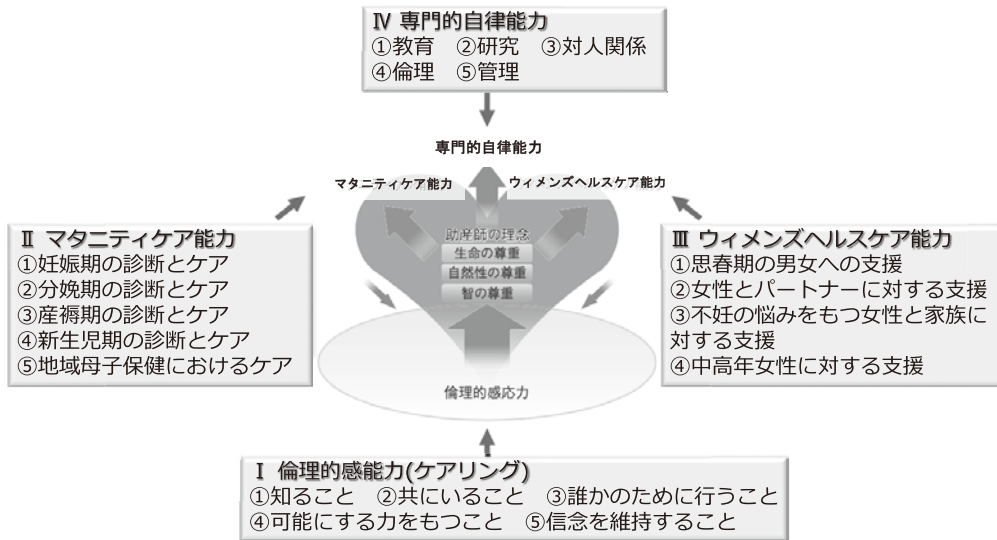 Ⅳ 専門的自律能力
①教育 ②研究 ③対人関係
④倫理 ⑤管理
専門的自律能力
マタニティケア能力
ウィメンズヘルスケア能力
助産師の理念
生命の尊重
自然性の尊重
智の尊重
倫理的感応力
Ⅱ マタニティケア能力
①妊娠期の診断とケア
②分娩期の診断とケア
③産褥期の診断とケア
④新生児期の診断とケア
⑤地域母子保健におけるケア
Ⅲ ウィメンズヘルスケア能力
①思春期の男女への支援
②女性とパートナーに対する支援
③不妊の悩みをもつ女性と家族に
対する支援
④中高年女性に対する支援
Ⅰ 倫理的感能力(ケアリング)
①知ること ②共にいること ③誰かのために行うこと
④可能にする力をもつこと ⑤信念を維持すること